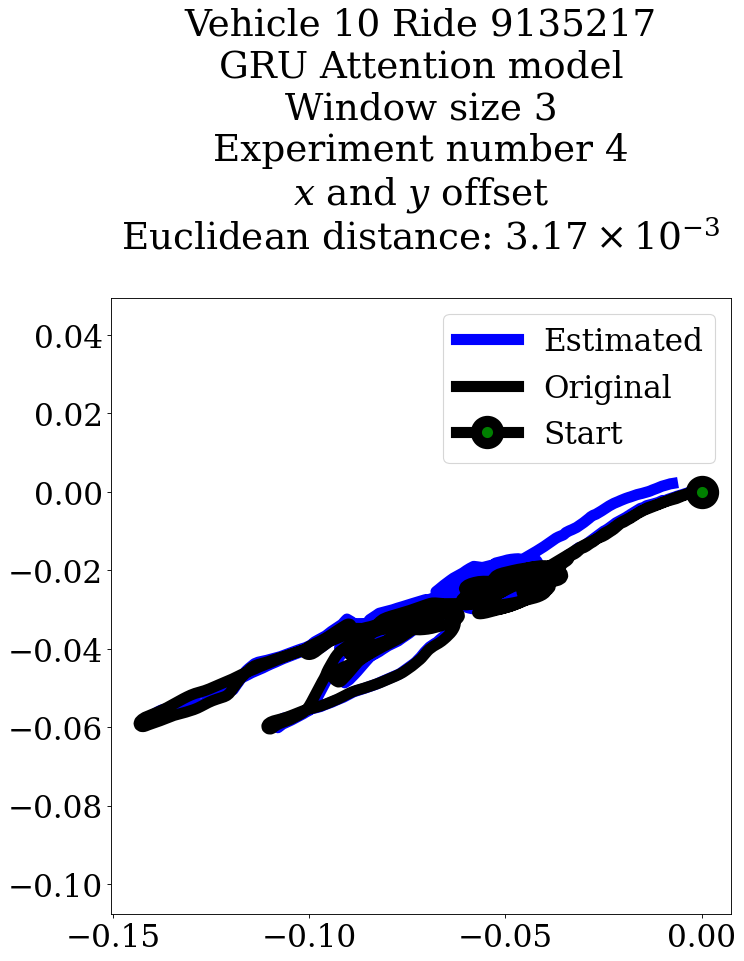 Vehicle 10 Ride 9135217
GRU Attention model
Window size 3
Experiment number 4
x and y offset
Euclidean distance: 3.17 × 10⁻³
Estimated
Original
Start
0.04
0.02
0.00
−0.02
−0.04
−0.06
−0.08
−0.10
−0.15 −0.10 −0.05 0.00